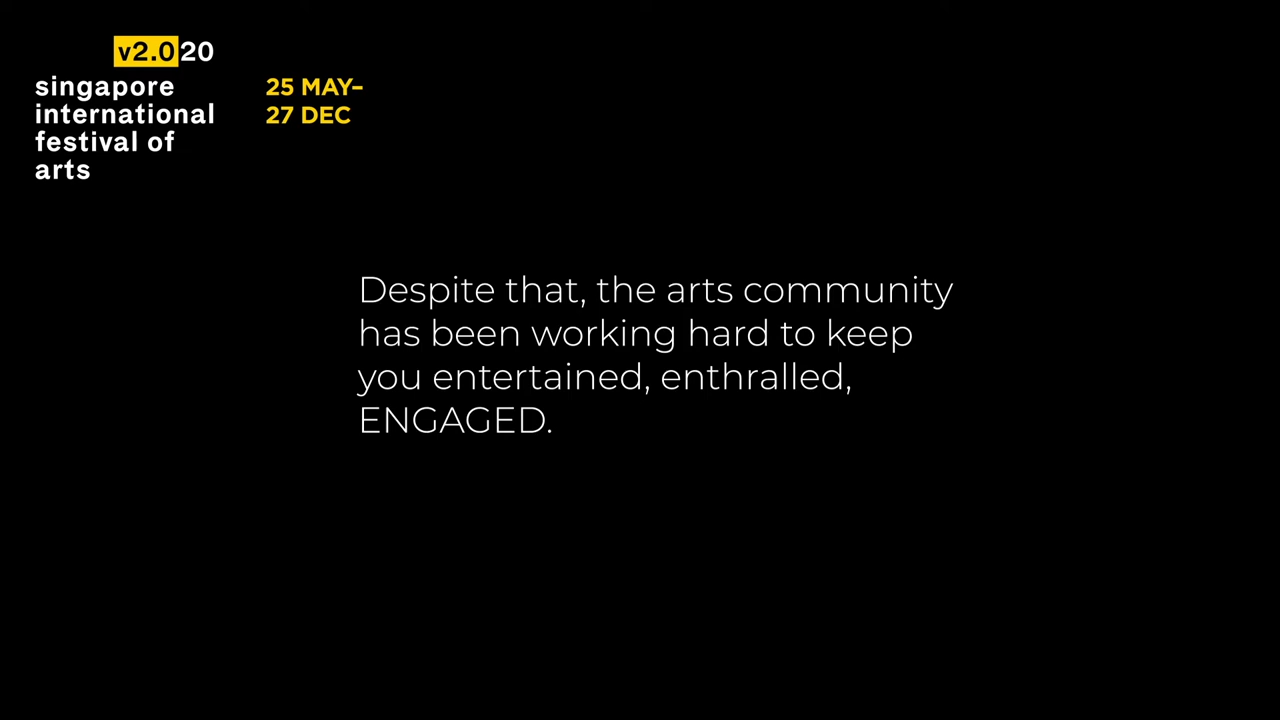 v2.020
singapore
international
festival of
arts
25 MAY–
27 DEC
Despite that, the arts community
has been working hard to keep
you entertained, enthralled,
ENGAGED.